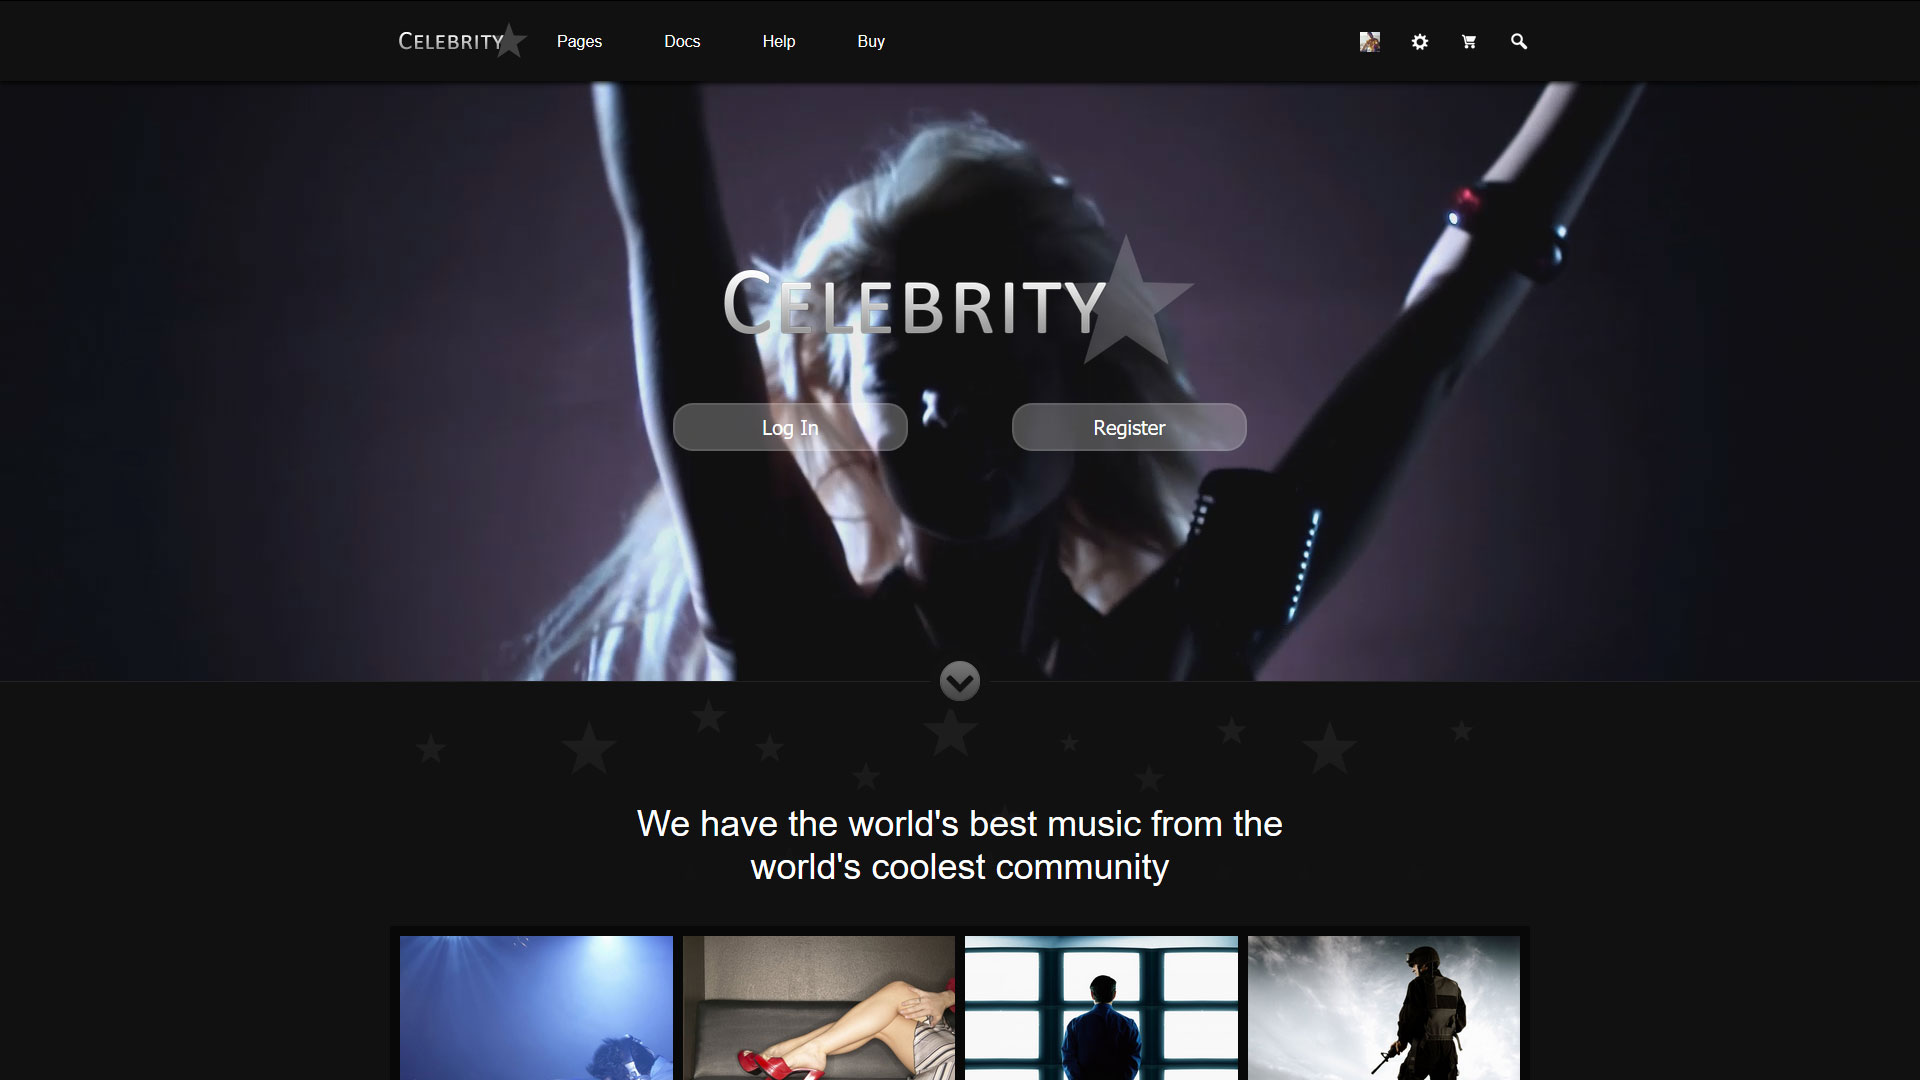 CELEBRITY Pages Docs Help Buy
CELEBRITY
Log In Register
We have the world's best music from the
world's coolest community